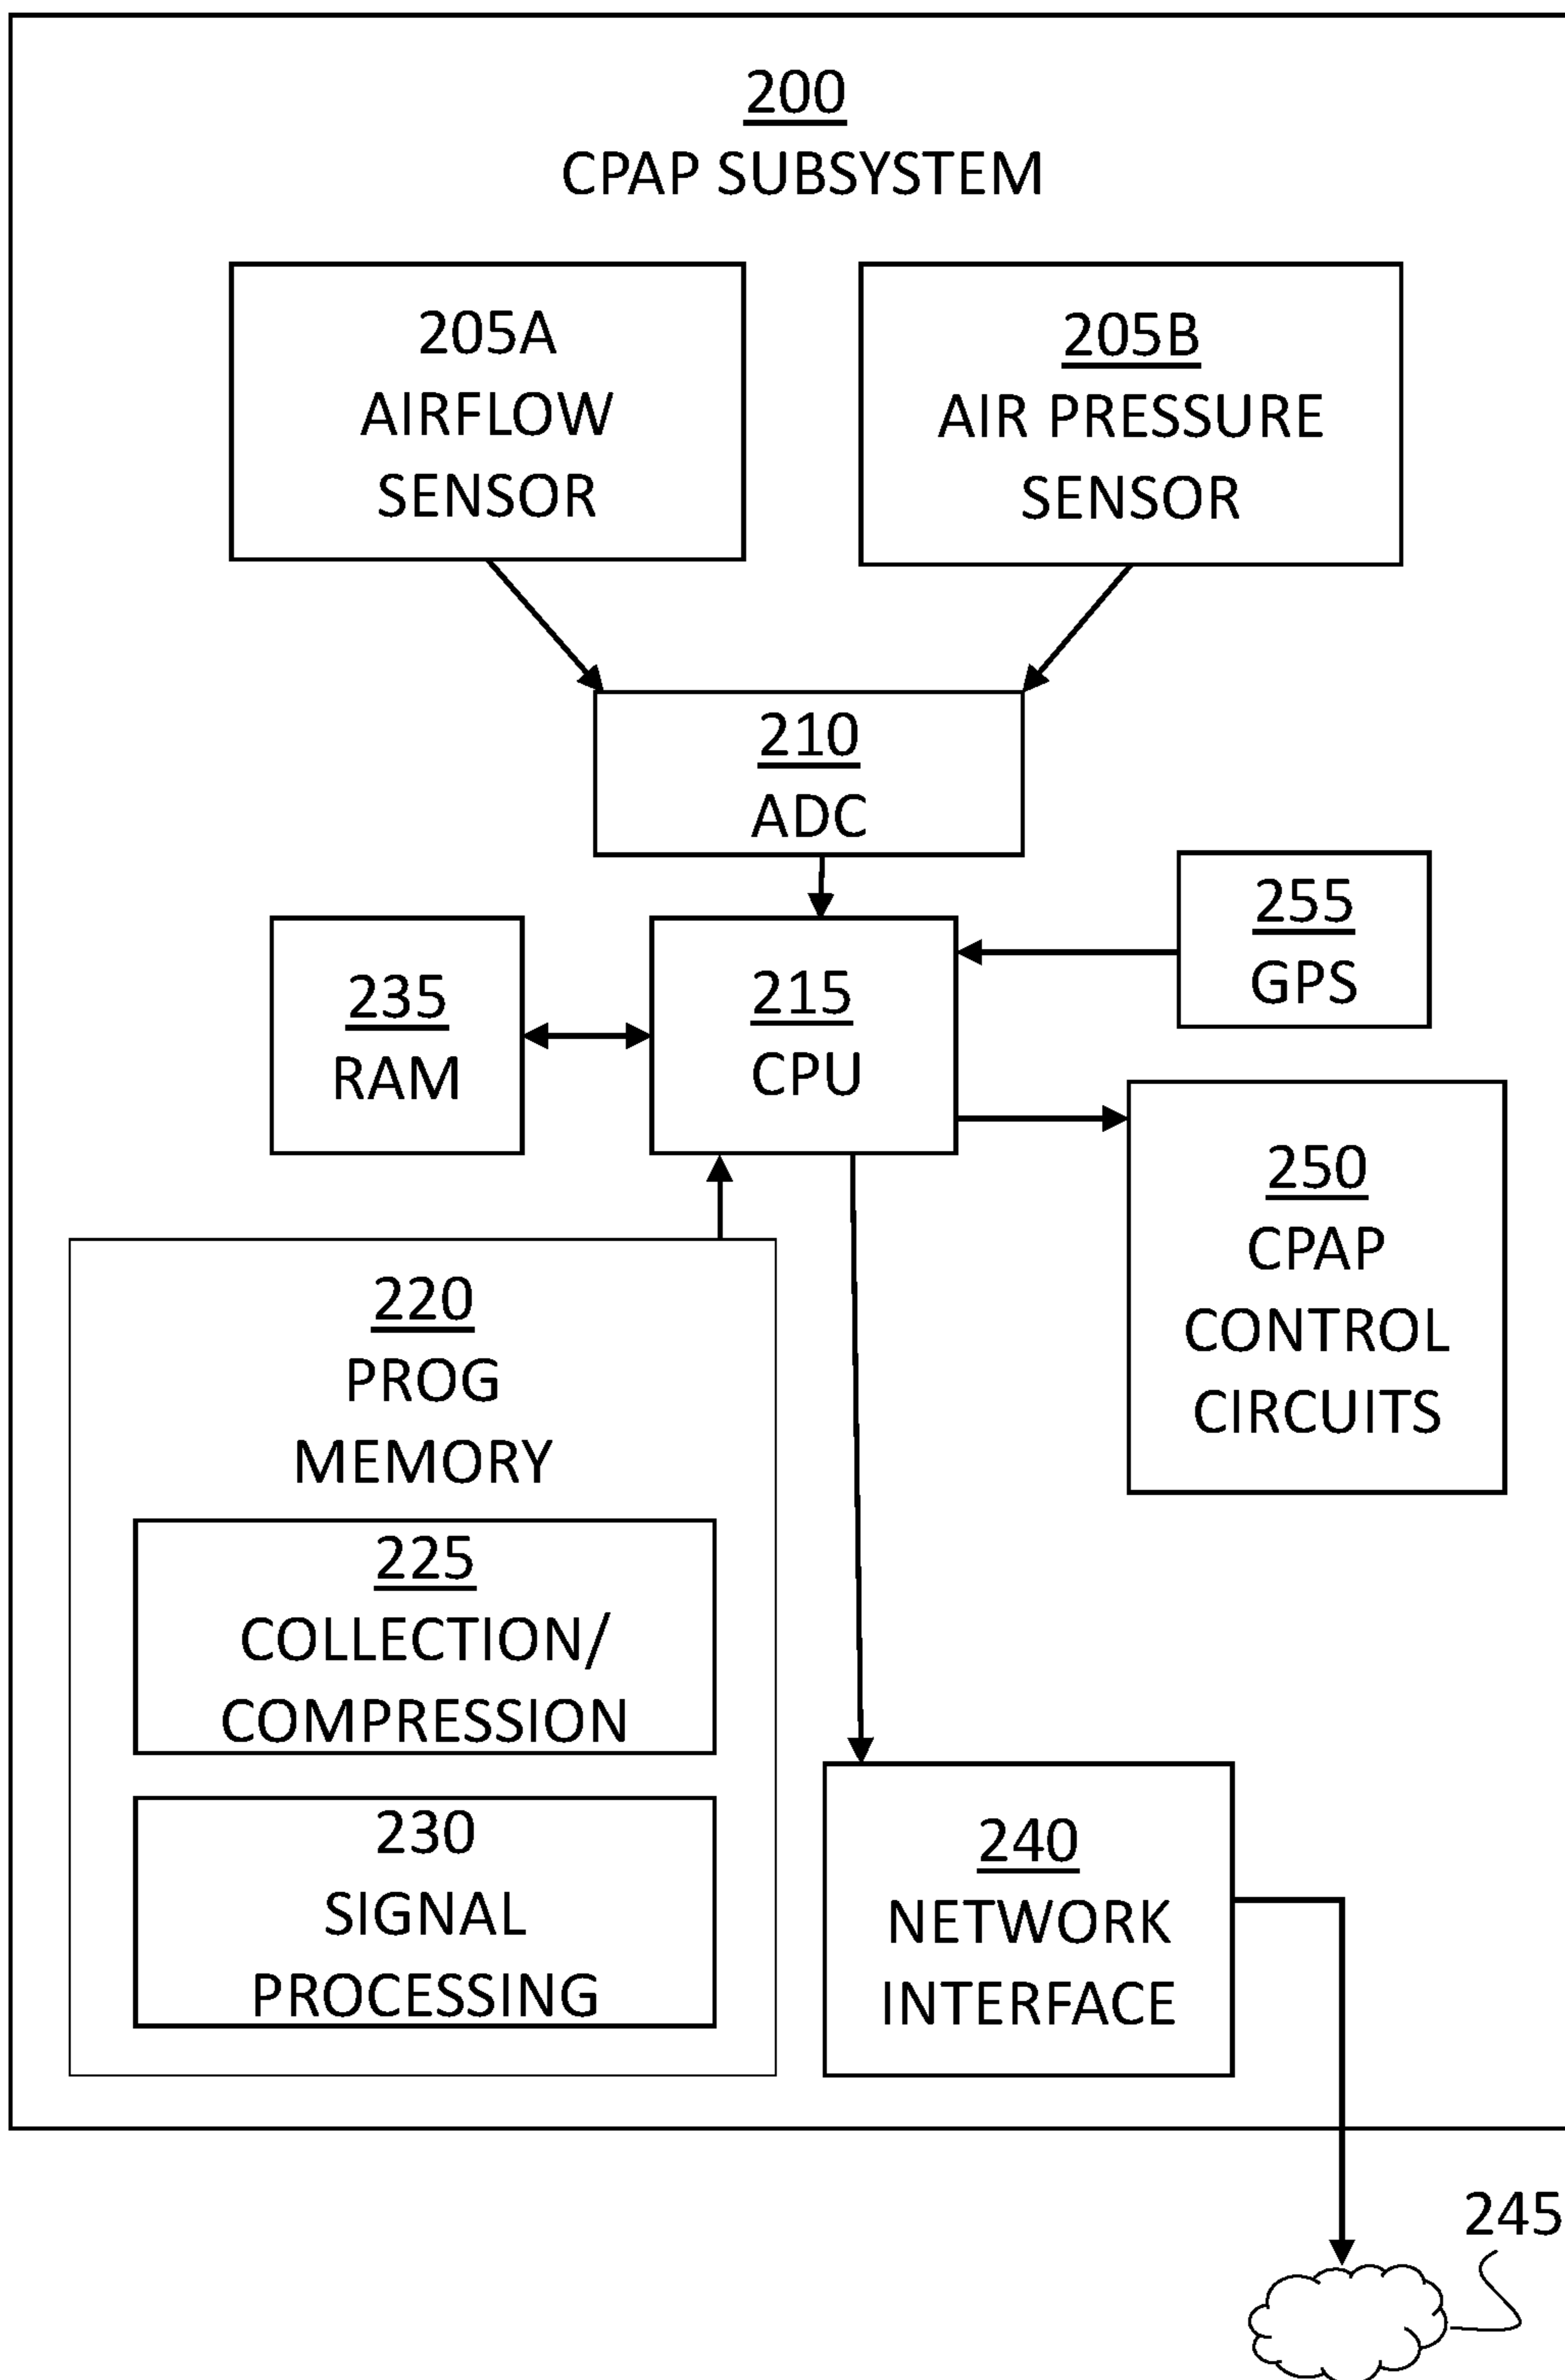 200
CPAP SUBSYSTEM
205A
AIRFLOW
SENSOR
205B
AIR PRESSURE
SENSOR
210
ADC
255
GPS
235
RAM
215
CPU
250
CPAP
CONTROL
CIRCUITS
220
PROG
MEMORY
225
COLLECTION/
COMPRESSION
230
SIGNAL
PROCESSING
240
NETWORK
INTERFACE
245